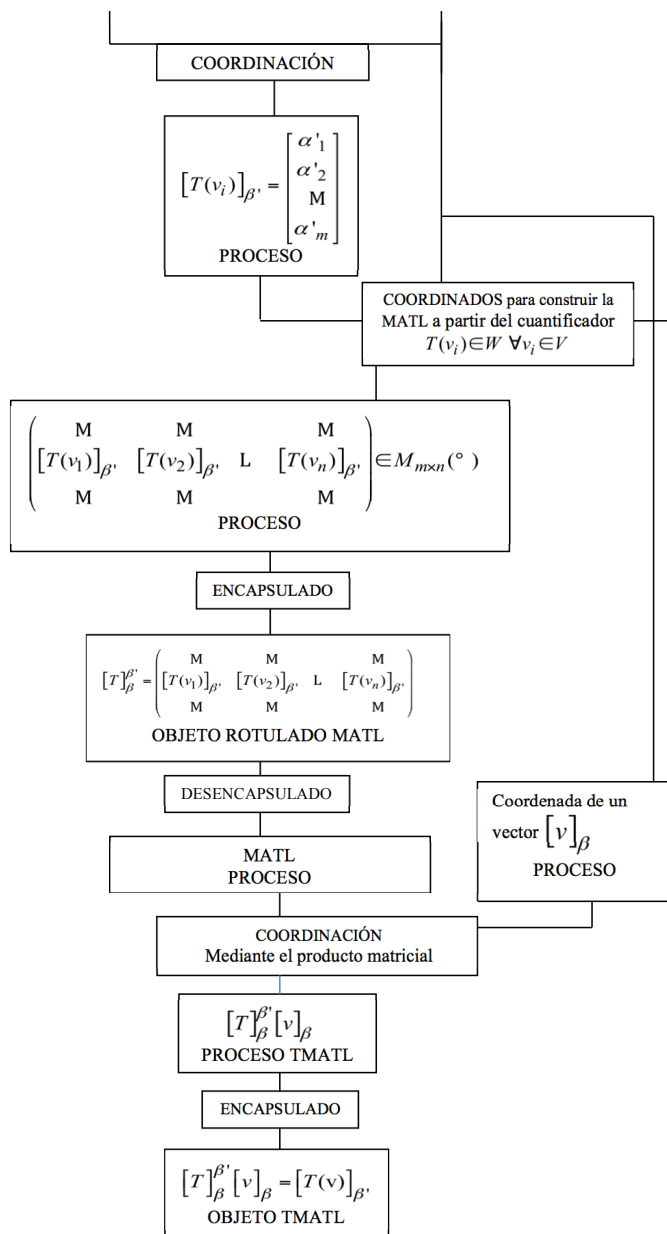 COORDINACIÓN
[T(v_i)]_β' = [α'_1
α'_2
M
α'_m]
PROCESO
COORDINADOS para construir la
MATL a partir del cuantificador
T(v_i)∈W ∀v_i∈V
M M M
([T(v_1)]_β' [T(v_2)]_β' L [T(v_n)]_β') ∈ M_{m×n}(° )
M M M
PROCESO
ENCAPSULADO
M M M
[T]_β^β' = ([T(v_1)]_β' [T(v_2)]_β' L [T(v_n)]_β')
M M M
OBJETO ROTULADO MATL
DESENCAPSULADO
Coordenada de un
vector [v]_β
PROCESO
MATL
PROCESO
COORDINACIÓN
Mediante el producto matricial
[T]_β^β' [v]_β
PROCESO TMATL
ENCAPSULADO
[T]_β^β' [v]_β = [T(v)]_β'
OBJETO TMATL